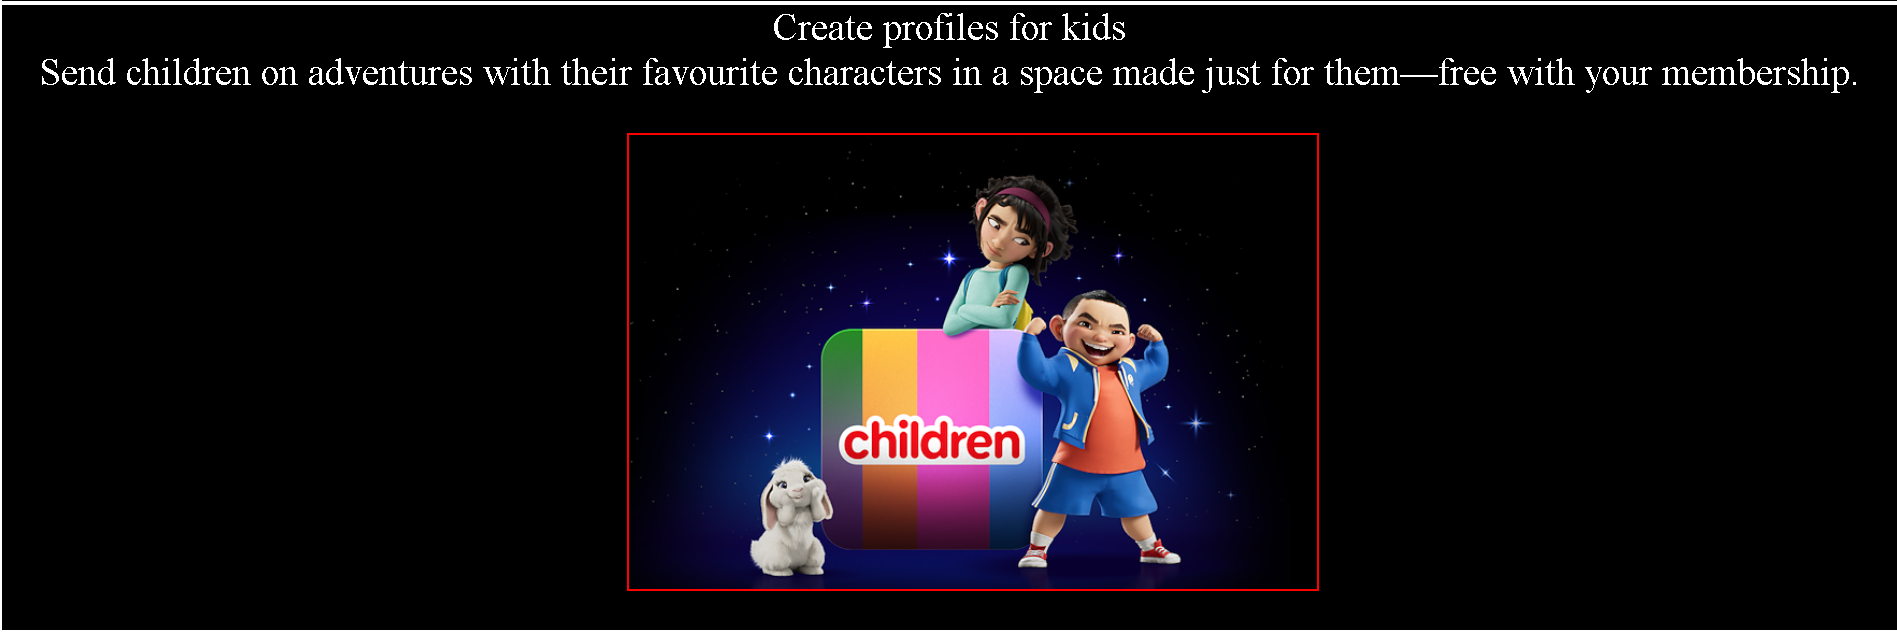 Create profiles for kids
Send children on adventures with their favourite characters in a space made just for them—free with your membership.
children